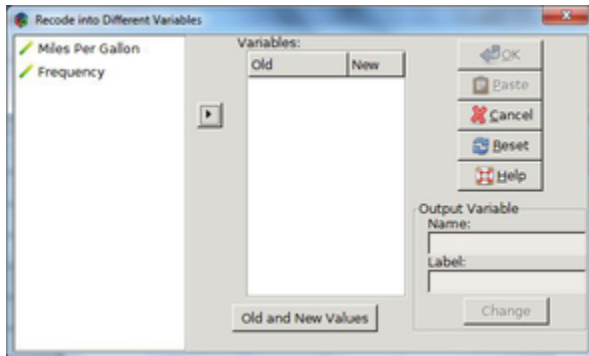 Recode into Different Variables
Miles Per Gallon
Frequency
Variables:
Old New
OK
Paste
Cancel
Reset
Help
Output Variable
Name:
Label:
Change
Old and New Values